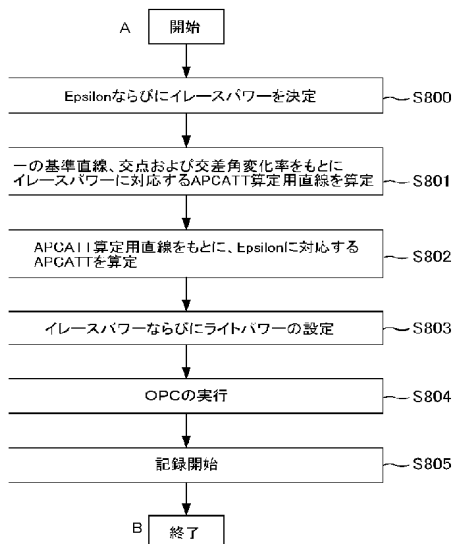 A 開始
Epsilonならびにイレースパワーを決定 S800
一の基準直線、交点および交差角変化率をもとに
イレースパワーに対応するAPCATT算定用直線を算定 S801
APCATT算定用直線をもとに、Epsilonに対応する
APCATTを算定 S802
イレースパワーならびにライトパワーの設定 S803
OPCの実行 S804
記録開始 S805
B 終了